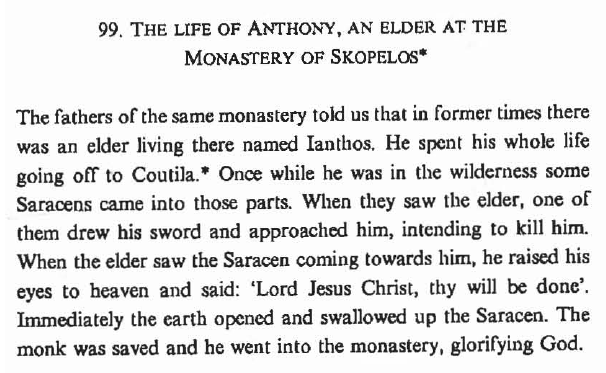 99. THE LIFE OF ANTHONY, AN ELDER AT THE
MONASTERY OF SKOPELOS*
The fathers of the same monastery told us that in former times there
was an elder living there named Ianthos. He spent his whole life
going off to Coutila.* Once while he was in the wilderness some
Saracens came into those parts. When they saw the elder, one of
them drew his sword and approached him, intending to kill him.
When the elder saw the Saracen coming towards him, he raised his
eyes to heaven and said: ‘Lord Jesus Christ, thy will be done’.
Immediately the earth opened and swallowed up the Saracen. The
monk was saved and he went into the monastery, glorifying God.